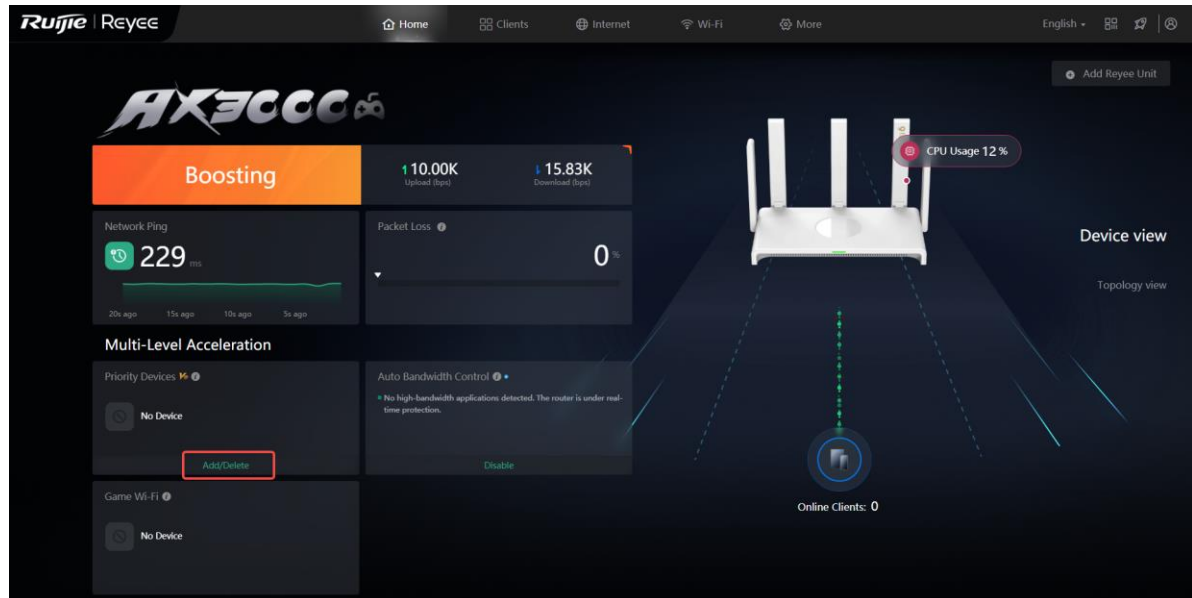 Ruijie | Reyee
Home
Clients
Internet
Wi-Fi
More
English
Add Reyee Unit
AX3000
Boosting
10.00K
Upload (bps)
15.83K
Download (bps)
CPU Usage 12 %
Network Ping
229 ms
20s ago 15s ago 10s ago 5s ago
Packet Loss
0 %
Device view
Topology view
Multi-Level Acceleration
Priority Devices
No Device
Add/Delete
Auto Bandwidth Control
No high-bandwidth applications detected. The router is under real-
time protection.
Disable
Game Wi-Fi
No Device
Online Clients: 0